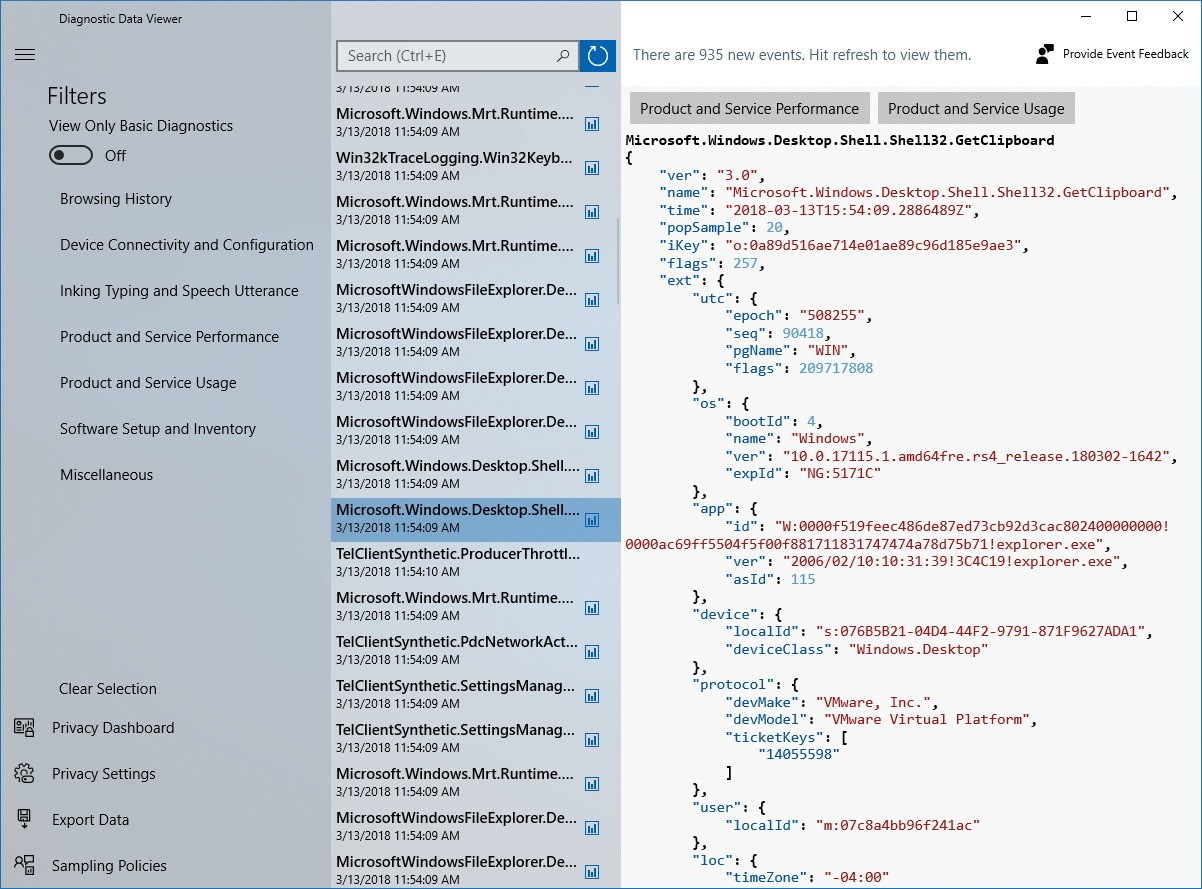 Diagnostic Data Viewer
Filters
View Only Basic Diagnostics
Off
Browsing History
Device Connectivity and Configuration
Inking Typing and Speech Utterance
Product and Service Performance
Product and Service Usage
Software Setup and Inventory
Miscellaneous
Clear Selection
Privacy Dashboard
Privacy Settings
Export Data
Sampling Policies
Search (Ctrl+E)
3/13/2018 11:54:09 AM
Microsoft.Windows.Mrt.Runtime....
3/13/2018 11:54:09 AM
Win32kTraceLogging.Win32Keyb...
3/13/2018 11:54:09 AM
Microsoft.Windows.Mrt.Runtime....
3/13/2018 11:54:09 AM
Microsoft.Windows.Mrt.Runtime....
3/13/2018 11:54:09 AM
MicrosoftWindowsFileExplorer.De...
3/13/2018 11:54:09 AM
MicrosoftWindowsFileExplorer.De...
3/13/2018 11:54:09 AM
MicrosoftWindowsFileExplorer.De...
3/13/2018 11:54:09 AM
MicrosoftWindowsFileExplorer.De...
3/13/2018 11:54:09 AM
Microsoft.Windows.Desktop.Shell....
3/13/2018 11:54:09 AM
Microsoft.Windows.Desktop.Shell....
3/13/2018 11:54:09 AM
TelClientSynthetic.ProducerThrottl...
3/13/2018 11:54:10 AM
Microsoft.Windows.Mrt.Runtime....
3/13/2018 11:54:09 AM
TelClientSynthetic.PdcNetworkAct...
3/13/2018 11:54:09 AM
TelClientSynthetic.SettingsManag...
3/13/2018 11:54:09 AM
TelClientSynthetic.SettingsManag...
3/13/2018 11:54:09 AM
Microsoft.Windows.Mrt.Runtime....
3/13/2018 11:54:09 AM
MicrosoftWindowsFileExplorer.De...
3/13/2018 11:54:09 AM
MicrosoftWindowsFileExplorer.De...
3/13/2018 11:54:09 AM
There are 935 new events. Hit refresh to view them.
Provide Event Feedback
Product and Service Performance
Product and Service Usage
Microsoft.Windows.Desktop.Shell.Shell32.GetClipboard
{
"ver": "3.0",
"name": "Microsoft.Windows.Desktop.Shell.Shell32.GetClipboard",
"time": "2018-03-13T15:54:09.2886489Z",
"popSample": 20,
"iKey": "o:0a89d516ae714e01ae89c96d185e9ae3",
"flags": 257,
"ext": {
"utc": {
"epoch": "508255",
"seq": 90418,
"pgName": "WIN",
"flags": 209717808
},
"os": {
"bootId": 4,
"name": "Windows",
"ver": "10.0.17115.1.amd64fre.rs4_release.180302-1642",
"expId": "NG:5171C"
},
"app": {
"id": "W:0000f519feec486de87ed73cb92d3cac802400000000!
0000ac69ff5504f5f00f881711831747474a78d75b71!explorer.exe",
"ver": "2006/02/10:10:31:39!3C4C19!explorer.exe",
"asId": 115
},
"device": {
"localId": "s:076B5B21-04D4-44F2-9791-871F9627ADA1",
"deviceClass": "Windows.Desktop"
},
"protocol": {
"devMake": "VMware, Inc.",
"devModel": "VMware Virtual Platform",
"ticketKeys": [
"14055598"
]
},
"user": {
"localId": "m:07c8a4bb96f241ac"
},
"loc": {
"timeZone": "-04:00"